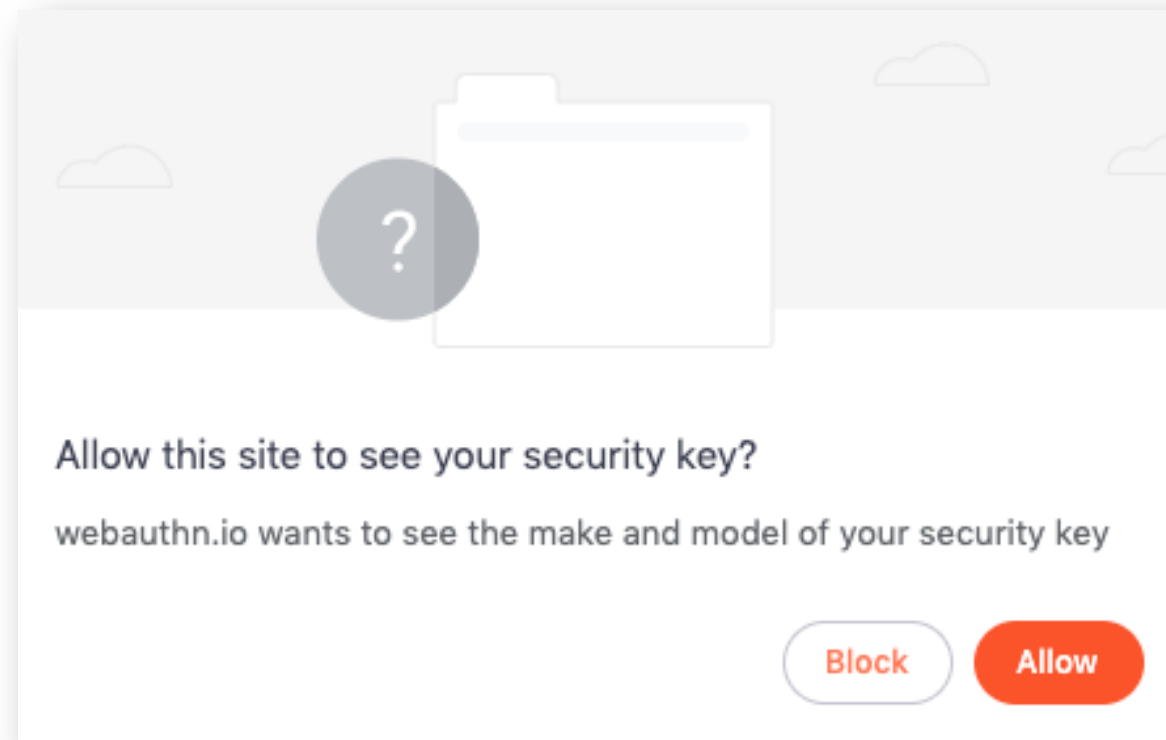 ?
Allow this site to see your security key?
webauthn.io wants to see the make and model of your security key
Block Allow